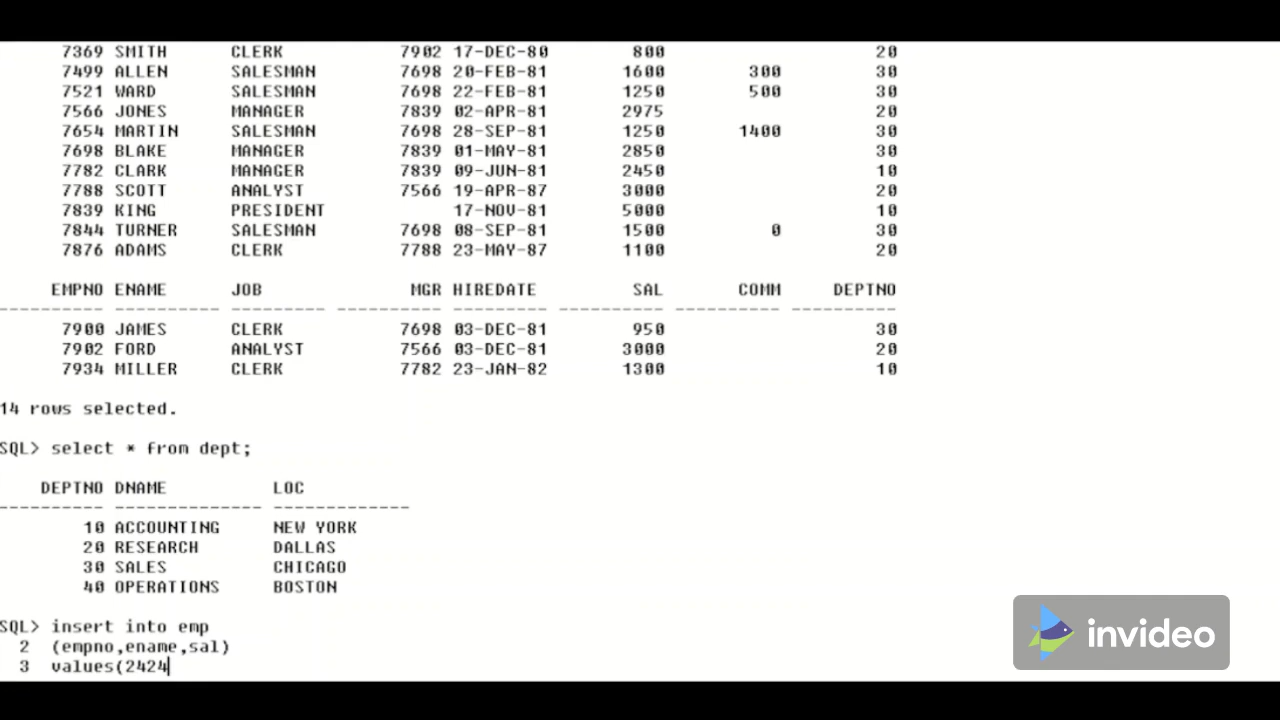 7369 SMITH CLERK 7902 17-DEC-80 800 20
7499 ALLEN SALESMAN 7698 20-FEB-81 1600 300 30
7521 WARD SALESMAN 7698 22-FEB-81 1250 500 30
7566 JONES MANAGER 7839 02-APR-81 2975 20
7654 MARTIN SALESMAN 7698 28-SEP-81 1250 1400 30
7698 BLAKE MANAGER 7839 01-MAY-81 2850 30
7782 CLARK MANAGER 7839 09-JUN-81 2450 10
7788 SCOTT ANALYST 7566 19-APR-87 3000 20
7839 KING PRESIDENT 17-NOV-81 5000 10
7844 TURNER SALESMAN 7698 08-SEP-81 1500 0 30
7876 ADAMS CLERK 7788 23-MAY-87 1100 20
EMPNO ENAME JOB MGR HIREDATE SAL COMM DEPTNO
---------- ---------- --------- ---------- --------- ---------- ---------- ----------
7900 JAMES CLERK 7698 03-DEC-81 950 30
7902 FORD ANALYST 7566 03-DEC-81 3000 20
7934 MILLER CLERK 7782 23-JAN-82 1300 10
14 rows selected.
SQL> select * from dept;
DEPTNO DNAME LOC
---------- -------------- -------------
10 ACCOUNTING NEW YORK
20 RESEARCH DALLAS
30 SALES CHICAGO
40 OPERATIONS BOSTON
SQL> insert into emp
2 (empno,ename,sal)
3 values(2424
invideo